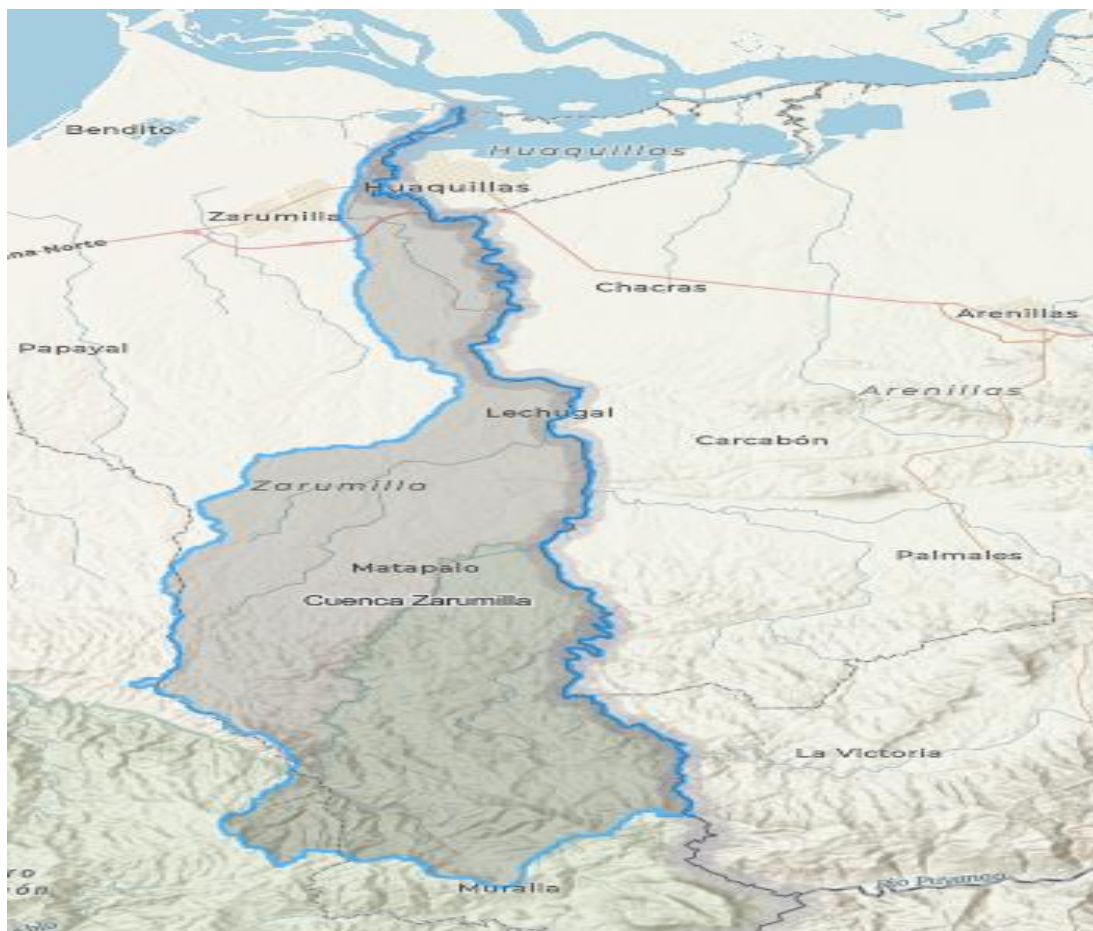 Bendito
Huaquillas
Huaquillas
Zarumilla
na Norte
Chacras
Arenillas
Papayal
Arenillas
Lechugal
Carcabón
Zarumilla
Palmales
Matapalo
Cuenca Zarumilla
La Victoria
Río Puyango
Muralla